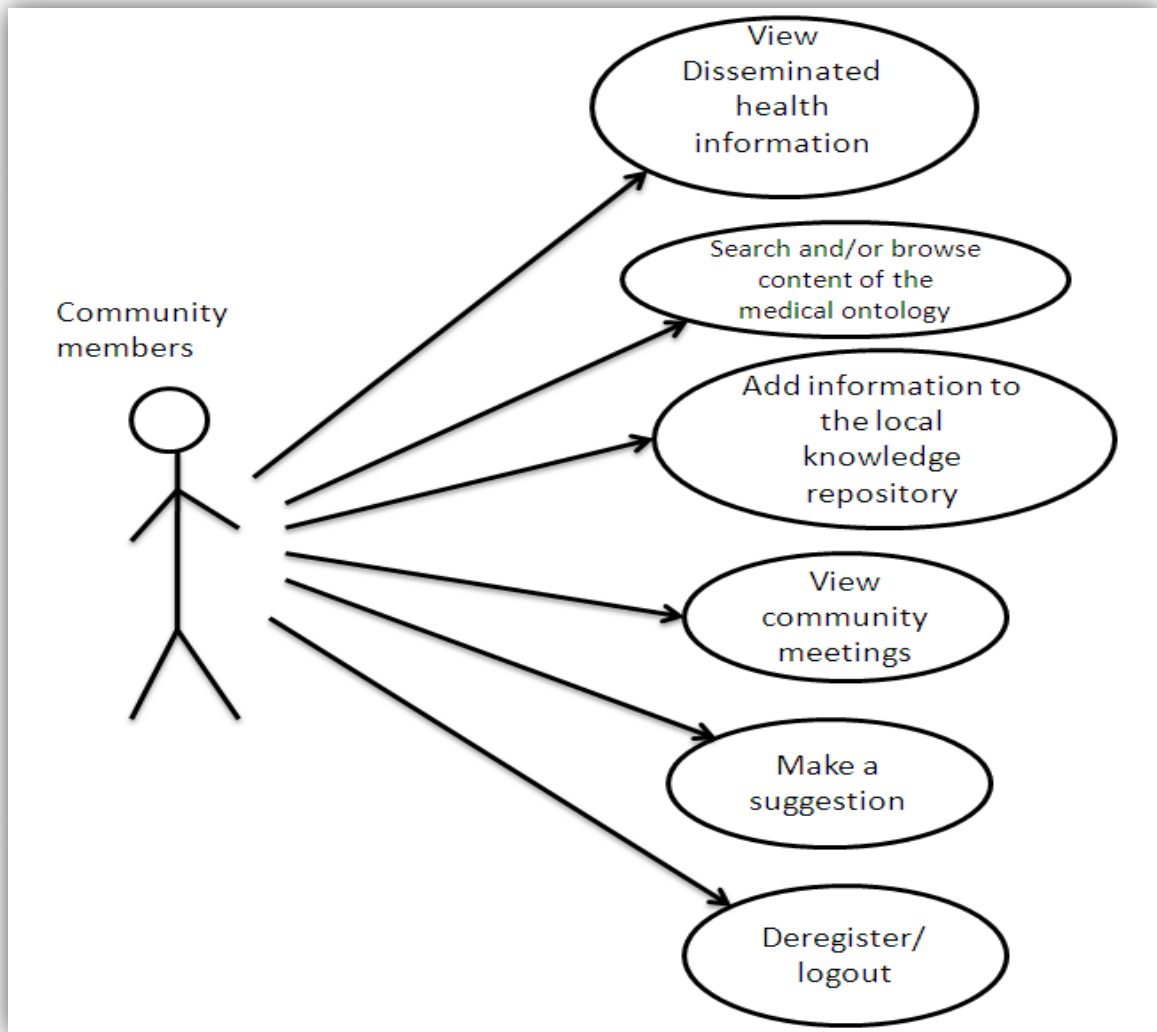 View
Disseminated
health
information
Search and/or browse
content of the
medical ontology
Community
members
Add information to
the local
knowledge
repository
View
community
meetings
Make a
suggestion
Deregister/
logout